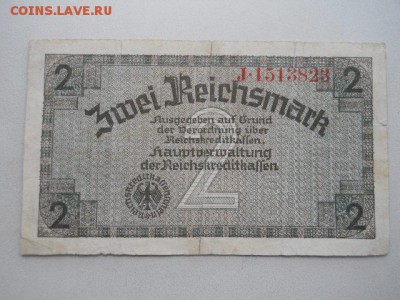 COINS.LAVE.RU
2 J·1513823 2
Zwei Reichsmark
Ausgegeben auf Grund
der Verordnung über
Reichskreditkassen.
Hauptverwaltung
der Reichskreditkassen
2
2 2